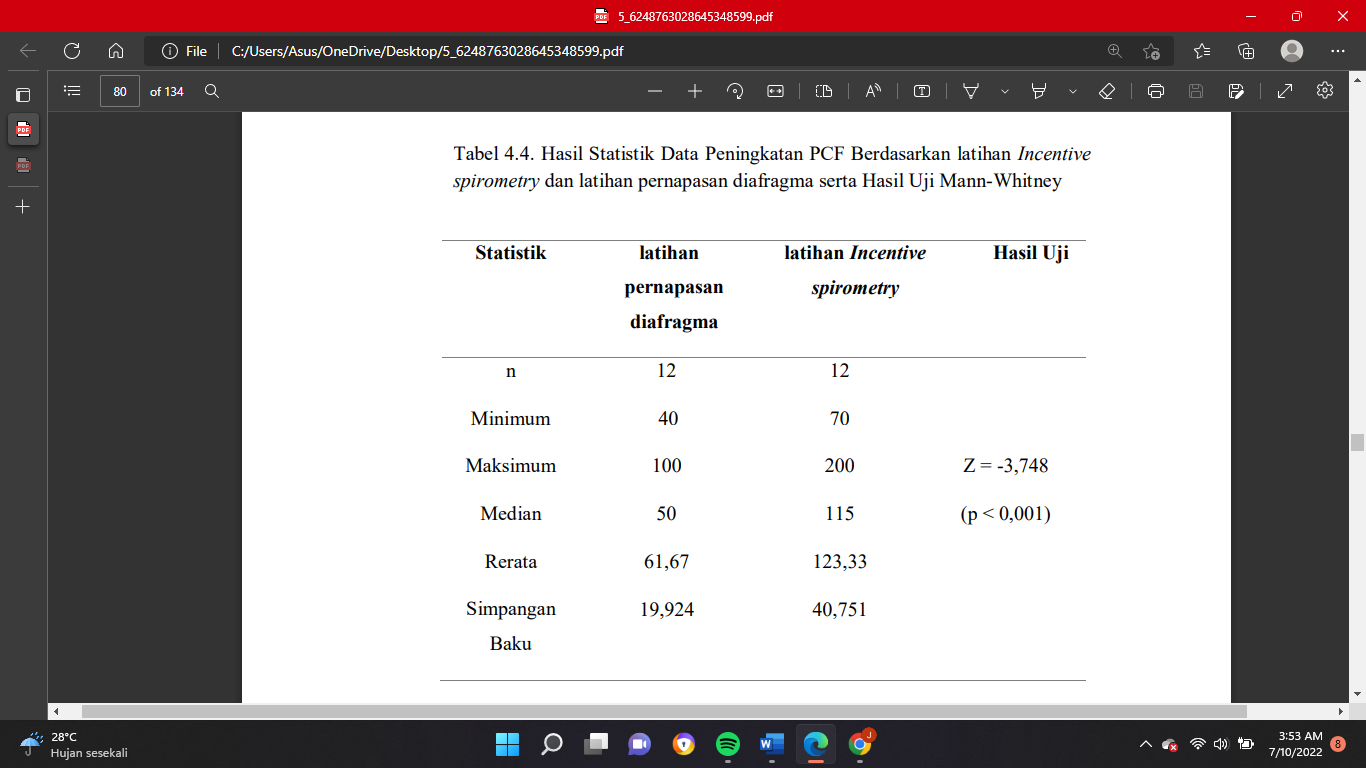 5_6248763028645348599.pdf
File
C:/Users/Asus/OneDrive/Desktop/5_6248763028645348599.pdf
80 of 134
Tabel 4.4. Hasil Statistik Data Peningkatan PCF Berdasarkan latihan Incentive
spirometry dan latihan pernapasan diafragma serta Hasil Uji Mann-Whitney
Statistik latihan pernapasan diafragma latihan Incentive spirometry Hasil Uji
n 12 12
Minimum 40 70
Maksimum 100 200 Z = -3,748
Median 50 115 (p < 0,001)
Rerata 61,67 123,33
Simpangan Baku 19,924 40,751
28°C
Hujan sesekali
3:53 AM
7/10/2022
8